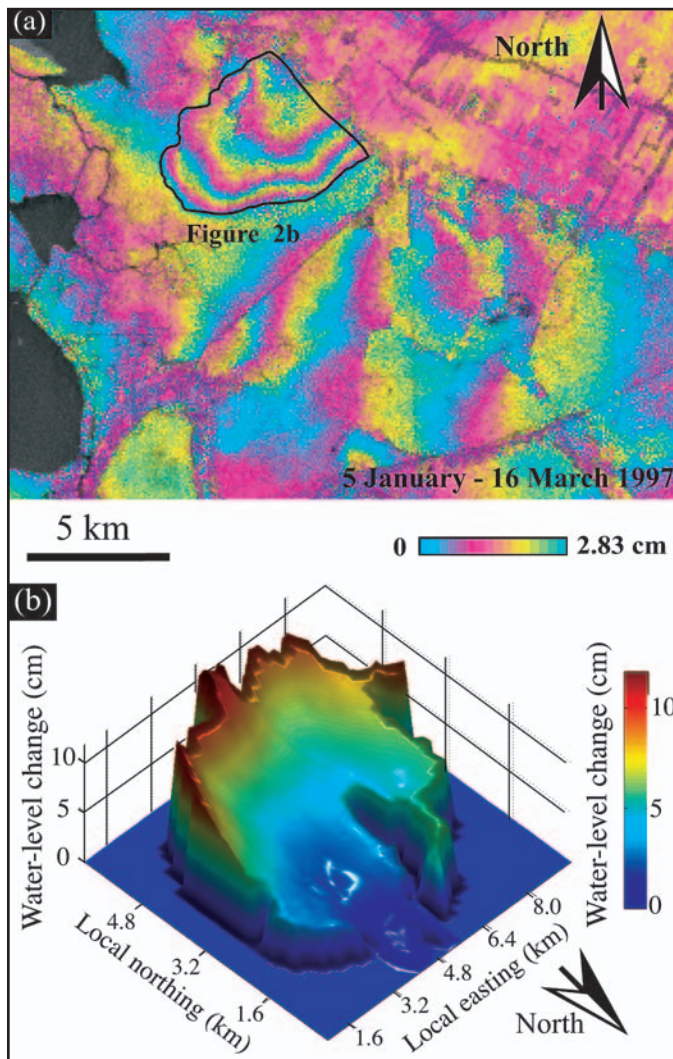 (a)
North
Figure 2b
5 January - 16 March 1997
5 km
0
2.83 cm
(b)
Water-level change (cm)
10
5
0
4.8
3.2
1.6
Local northing (km)
1.6
3.2
4.8
6.4
8.0
Local easting (km)
Water-level change (cm)
10
5
0
North